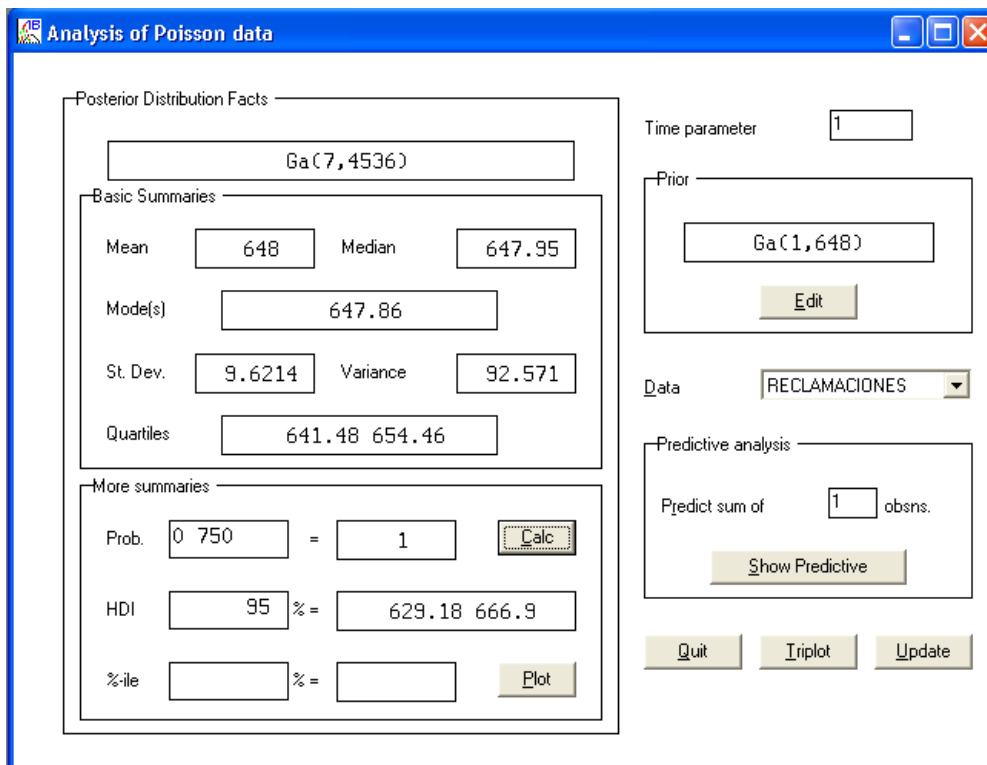 Analysis of Poisson data
Posterior Distribution Facts
Ga(7,4536)
Basic Summaries
Mean 648 Median 647.95
Mode(s) 647.86
St. Dev. 9.6214 Variance 92.571
Quartiles 641.48 654.46
More summaries
Prob. 0 750 = 1 Calc
HDI 95 % = 629.18 666.9
%-ile % = Plot
Time parameter 1
Prior
Ga(1,648)
Edit
Data RECLAMACIONES
Predictive analysis
Predict sum of 1 obsns.
Show Predictive
Quit Triplot Update